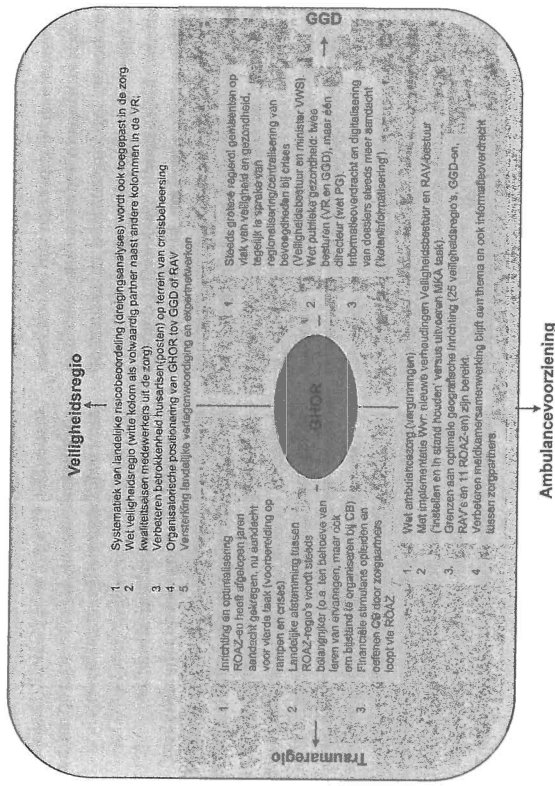 Veiligheidsregio
1. Systematiek van landelijke risicobeoordeling (dreigingsanalyses) wordt ook toegepast in de zorg
2. Wet Veiligheidsregio (witte kolom als volwaardig partner naast andere kolommen in de VR;
kwaliteitseisen medewerkers uit de zorg)
3. Verbeteren betrokkenheid huisartsen(posten) op terrein van crisisbeheersing
4. Organisatorische positionering van GHOR tov GGD of RAV
5. Versterking landelijke vertegenwoordiging en expertnetwerken
Traumaregio
1. Inrichting en optimalisering
ROAZ-en heeft afgelopen jaren
aandacht gekregen, nu aandacht
voor vierde taak (voorbereiding op
rampen en crises)
2. Landelijke afstemming tussen
ROAZ-regio's wordt steeds
belangrijker (o.a. ten behoeve van
leren van ervaringen, maar ook
om bijstand te organiseren bij CB)
3. Financiële stimulans opleiden en
oefenen CB door zorgpartners
loopt via ROAZ
GHOR
1. Steeds grotere rol(en) gemeenten op
vlak van veiligheid en gezondheid,
tegelijk is sprake van
regionalisering/centralisering van
bevoegdheden bij crises
(Veiligheidsbestuur en minister VWS)
2. Wet publieke gezondheid: twee
besturen (VR en GGD), maar één
directeur (wet PG).
3. Informatieoverdracht en digitalisering
van dossiers steeds meer aandacht
('keteninformatisering')
GGD
1. Wet ambulancezorg (vergunningen)
2. Met implementatie Wvr: nieuwe verhoudingen Veiligheidsbestuur en RAV-bestuur
('instellen en in stand houden' versus uitvoeren MKA taak).
3. Grenzen aan optimale geografische inrichting (25 veiligheidsregio's, GGD-en,
RAV's en 11 ROAZ-en) zijn bereikt.
4. Verbeteren meldkamersamenwerking blijft een thema en ook informatieoverdracht
tussen zorgpartners.
Ambulancevoorziening